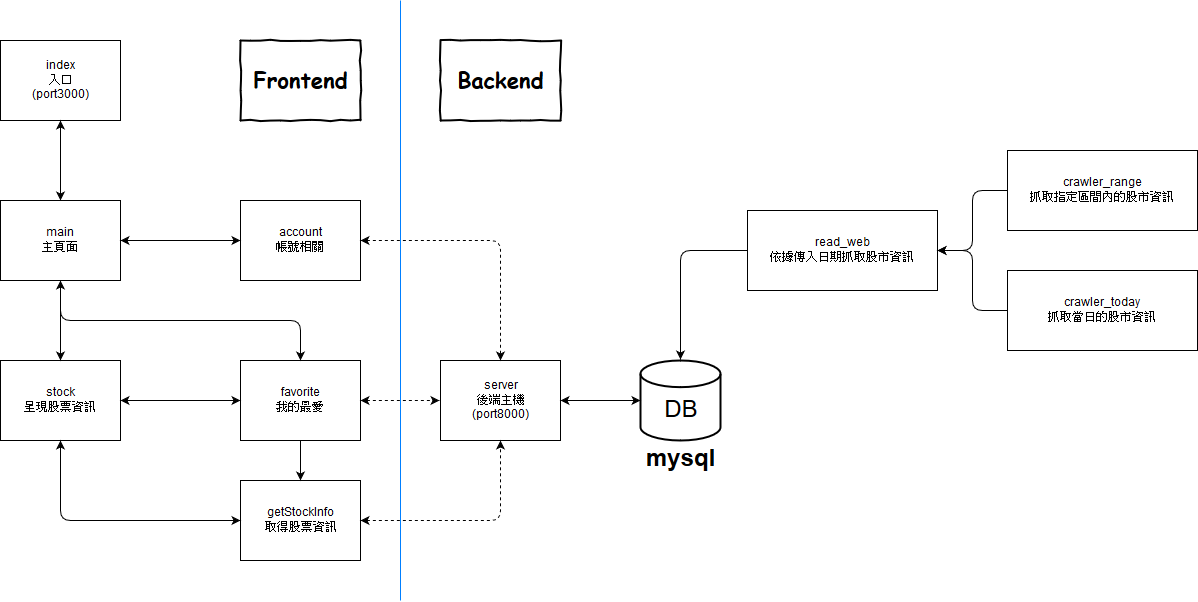 index
入口
(port3000)
Frontend
Backend
main
主頁面
account
帳號相關
read_web
依據傳入日期抓取股市資訊
crawler_range
抓取指定區間內的股市資訊
crawler_today
抓取當日的股市資訊
stock
呈現股票資訊
favorite
我的最愛
server
後端主機
(port8000)
DB
mysql
getStockInfo
取得股票資訊